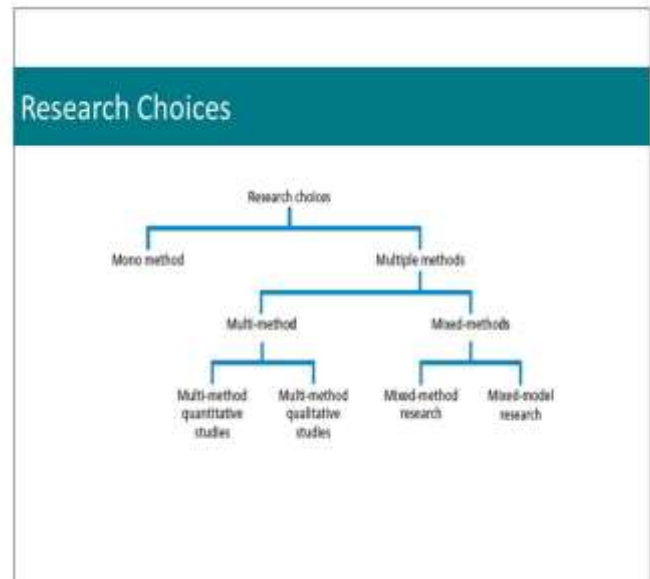 Research Choices
Research choices
Mono method
Multiple methods
Multi-method
Mixed-methods
Multi-method
quantitative
studies
Multi-method
qualitative
studies
Mixed-method
research
Mixed-model
research